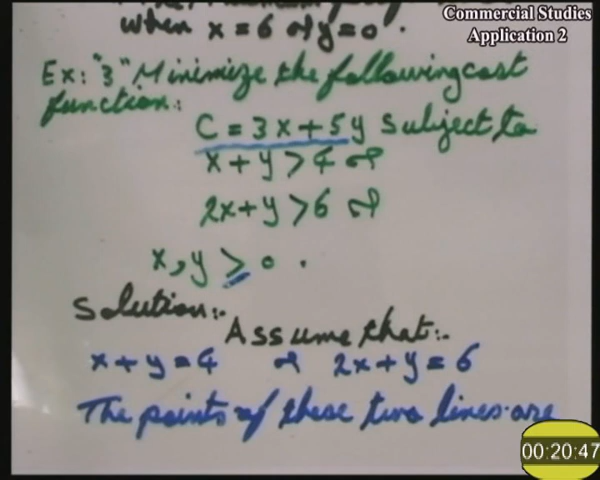 Commercial Studies
Application 2
when x = 6 & y = 0 .
Ex: "3" Minimize the following cost
function:
C = 3x + 5y subject to
x + y > 4 &
2x + y > 6 &
x, y ≥ 0 .
Solution:-
Assume that:-
x + y = 4 & 2x + y = 6
The points of these two lines are
00:20:47